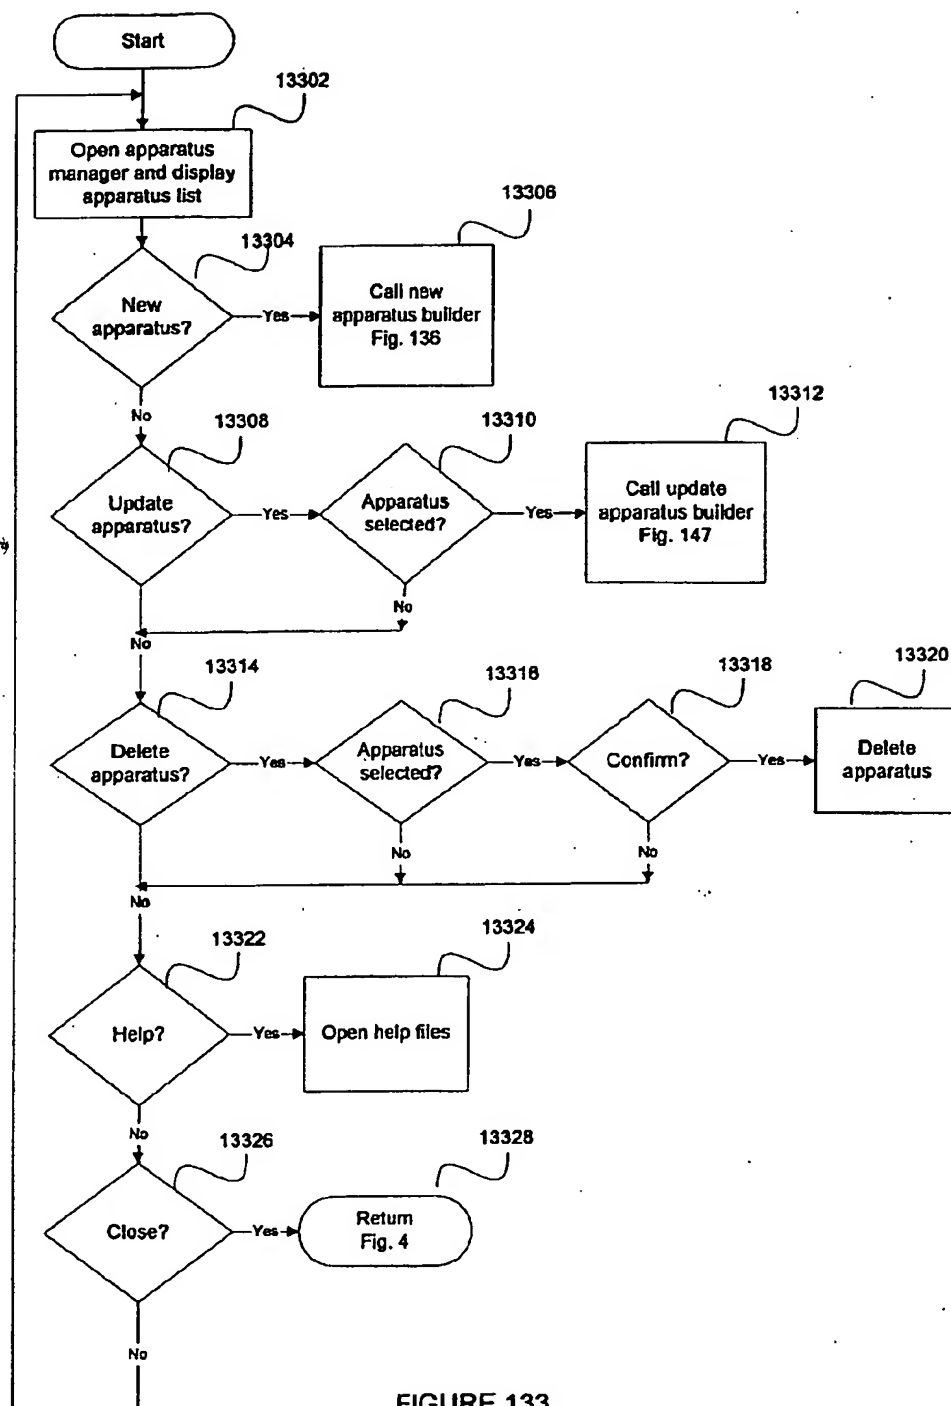 Start
13302
Open apparatus
manager and display
apparatus list
13304
New
apparatus?
Yes
13306
Call new
apparatus builder
Fig. 136
No
13308
Update
apparatus?
Yes
13310
Apparatus
selected?
Yes
13312
Call update
apparatus builder
Fig. 147
No
No
13314
Delete
apparatus?
Yes
13316
Apparatus
selected?
Yes
13318
Confirm?
Yes
13320
Delete
apparatus
No
No
No
13322
Help?
Yes
13324
Open help files
No
13326
Close?
Yes
13328
Return
Fig. 4
No
FIGURE 133